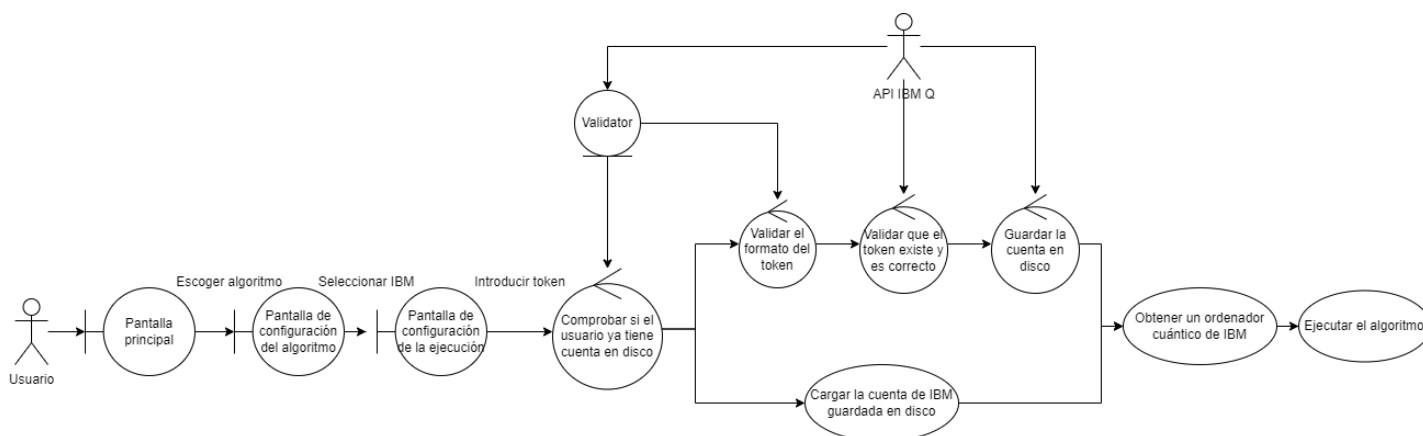 API IBM Q
Validator
Validar el
formato del
token
Validar que el
token existe y
es correcto
Guardar la
cuenta en
disco
Escoger algoritmo
Seleccionar IBM
Introducir token
Usuario
Pantalla
principal
Pantalla de
configuración
del algoritmo
Pantalla de
configuración
de la ejecución
Comprobar si el
usuario ya tiene
cuenta en disco
Obtener un ordenador
cuántico de IBM
Ejecutar el algoritmo
Cargar la cuenta de IBM
guardada en disco